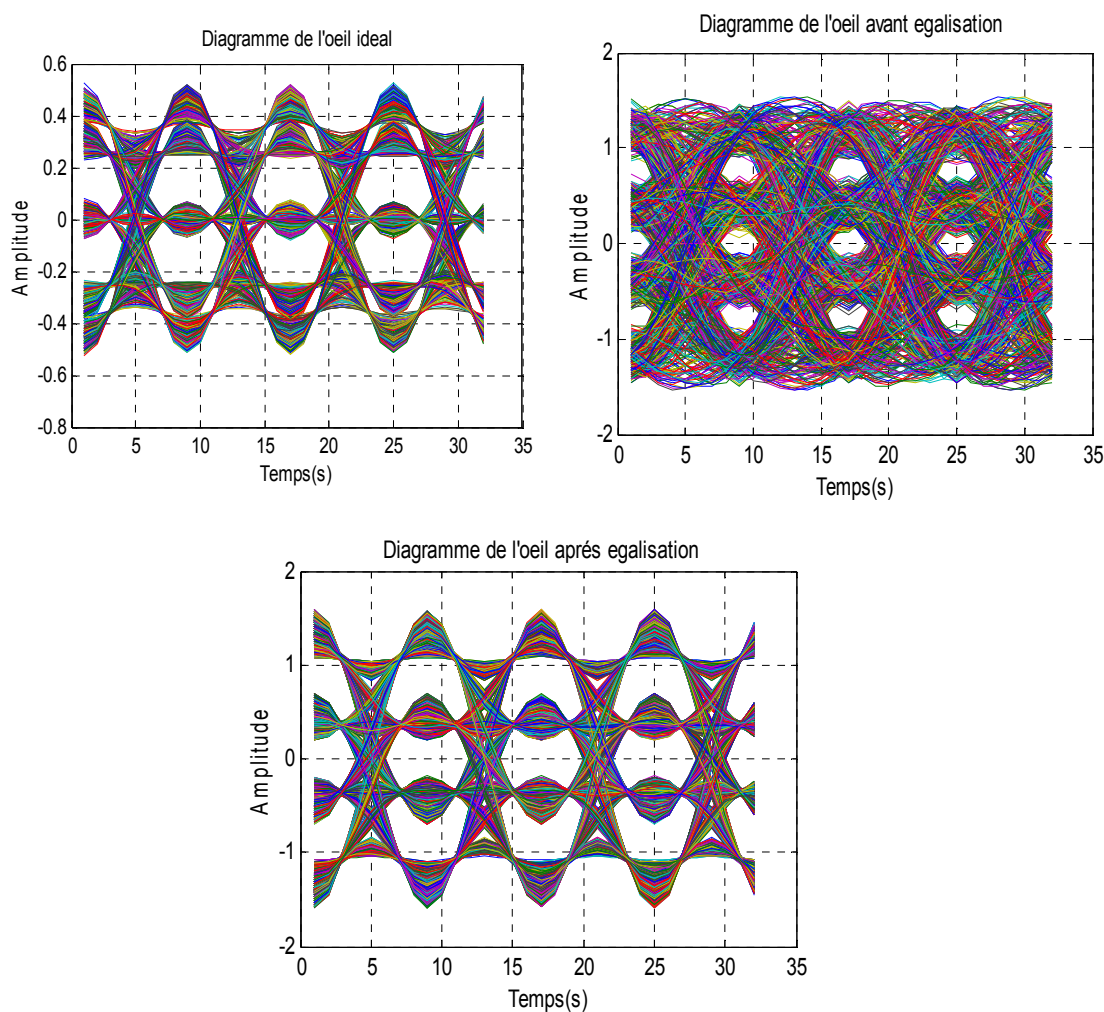 Diagramme de l'oeil ideal
0.6
0.4
0.2
0
-0.2
-0.4
-0.6
-0.8
Amplitude
0 5 10 15 20 25 30 35
Temps(s)
Diagramme de l'oeil avant egalisation
2
1
0
-1
-2
Amplitude
0 5 10 15 20 25 30 35
Temps(s)
Diagramme de l'oeil aprés egalisation
2
1
0
-1
-2
Amplitude
0 5 10 15 20 25 30 35
Temps(s)